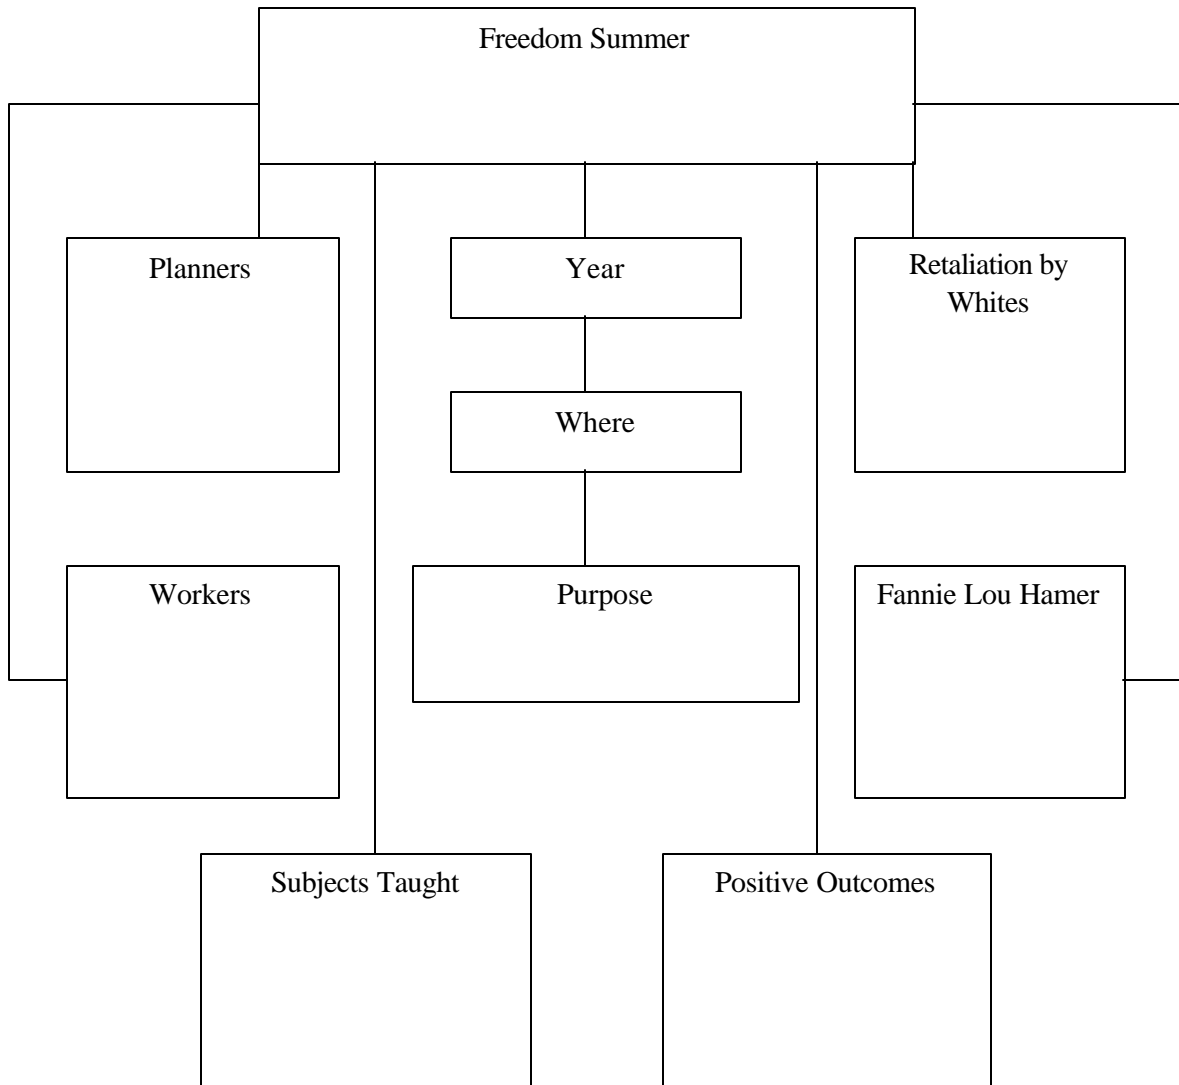 Freedom Summer
Planners
Year
Retaliation by
Whites
Where
Workers
Purpose
Fannie Lou Hamer
Subjects Taught
Positive Outcomes